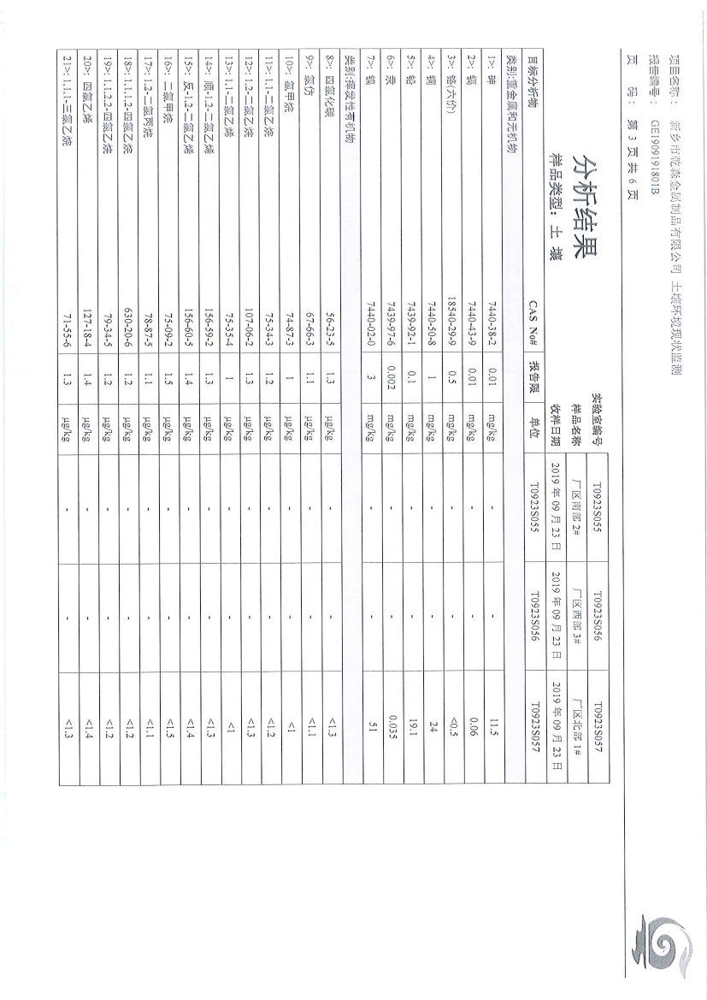 项目名称： 新乡市乾森金属制品有限公司 土壤环境现状监测
报告编号： GE1909191801B
页 码： 第 3 页 共 6 页
分析结果
样品类型：土 壤
实验室编号 T0923S055 T0923S056 T0923S057
样品名称 厂区南部 2# 厂区西部 3# 厂区北部 1#
收样日期 2019 年 09 月 23 日 2019 年 09 月 23 日 2019 年 09 月 23 日
目标分析物 CAS No# 报告限 单位 T0923S055 T0923S056 T0923S057
类别:重金属和无机物
1>: 砷 7440-38-2 0.01 mg/kg - - 11.5
2>: 镉 7440-43-9 0.01 mg/kg - - 0.06
3>: 铬(六价) 18540-29-9 0.5 mg/kg - - <0.5
4>: 铜 7440-50-8 1 mg/kg - - 24
5>: 铅 7439-92-1 0.1 mg/kg - - 19.1
6>: 汞 7439-97-6 0.002 mg/kg - - 0.035
7>: 镍 7440-02-0 3 mg/kg - - 51
类别:挥发性有机物
8>: 四氯化碳 56-23-5 1.3 μg/kg - - <1.3
9>: 氯仿 67-66-3 1.1 μg/kg - - <1.1
10>: 氯甲烷 74-87-3 1 μg/kg - - <1
11>: 1.1-二氯乙烷 75-34-3 1.2 μg/kg - - <1.2
12>: 1.2-二氯乙烷 107-06-2 1.3 μg/kg - - <1.3
13>: 1.1-二氯乙烯 75-35-4 1 μg/kg - - <1
14>: 顺-1.2-二氯乙烯 156-59-2 1.3 μg/kg - - <1.3
15>: 反-1.2-二氯乙烯 156-60-5 1.4 μg/kg - - <1.4
16>: 二氯甲烷 75-09-2 1.5 μg/kg - - <1.5
17>: 1.2-二氯丙烷 78-87-5 1.1 μg/kg - - <1.1
18>: 1.1.1.2-四氯乙烷 630-20-6 1.2 μg/kg - - <1.2
19>: 1.1.2.2-四氯乙烷 79-34-5 1.2 μg/kg - - <1.2
20>: 四氯乙烯 127-18-4 1.4 μg/kg - - <1.4
21>: 1.1.1-三氯乙烷 71-55-6 1.3 μg/kg - - <1.3